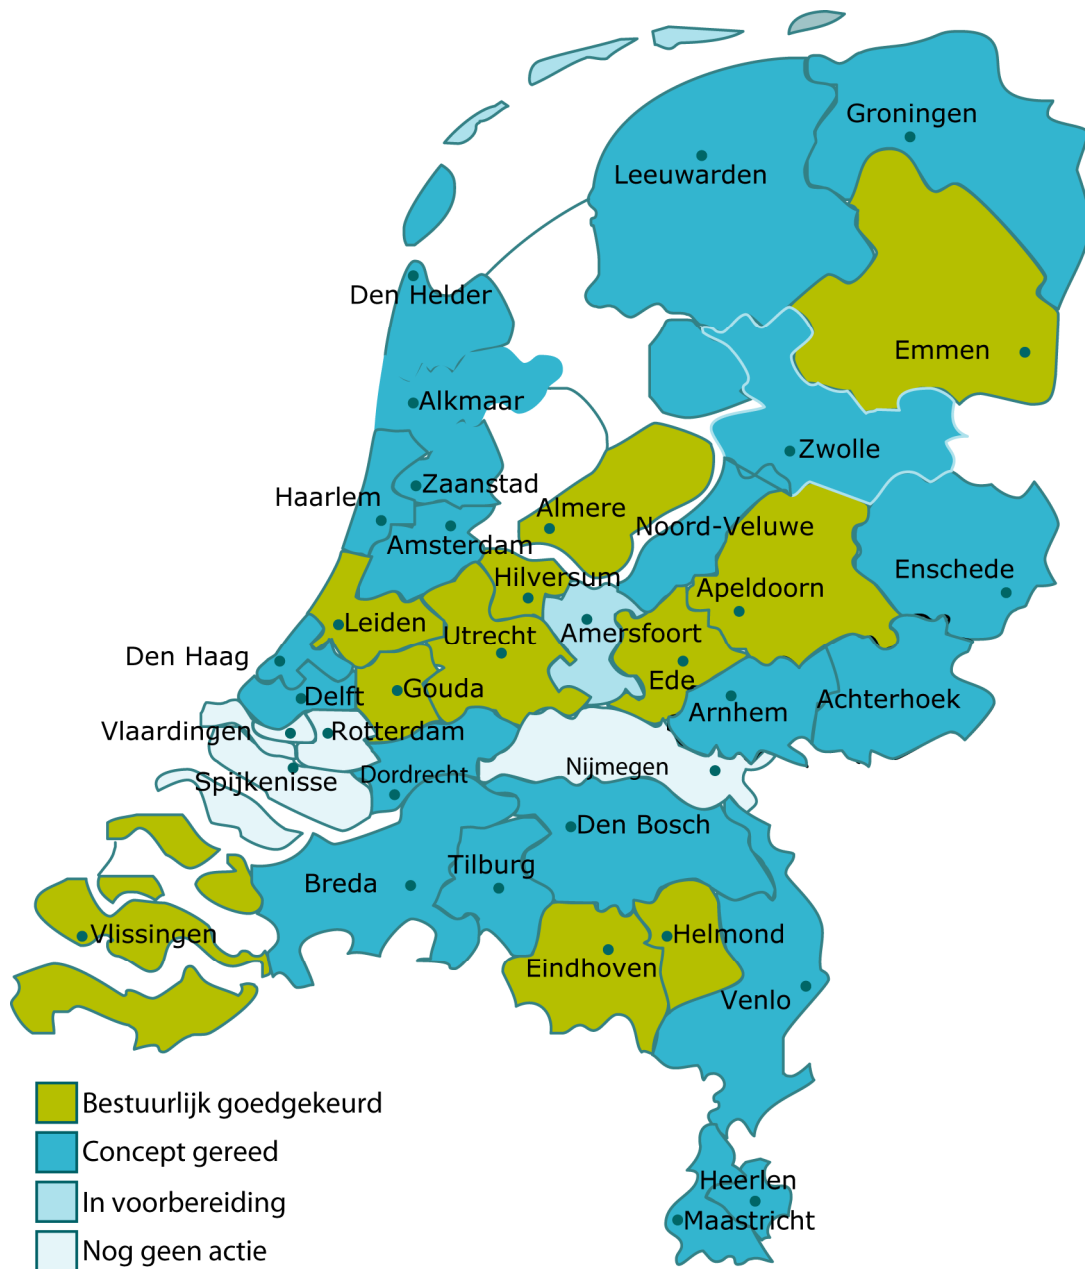 Groningen
Leeuwarden
Den Helder
Emmen
Alkmaar
Zwolle
Zaanstad
Haarlem
Almere
Noord-Veluwe
Amsterdam
Enschede
Hilversum
Apeldoorn
Leiden
Utrecht
Amersfoort
Den Haag
Ede
Gouda
Delft
Achterhoek
Arnhem
Vlaardingen
Rotterdam
Nijmegen
Dordrecht
Spijkenisse
Den Bosch
Tilburg
Breda
Vlissingen
Helmond
Eindhoven
Venlo
Bestuurlijk goedgekeurd
Concept gereed
Heerlen
In voorbereiding
Maastricht
Nog geen actie